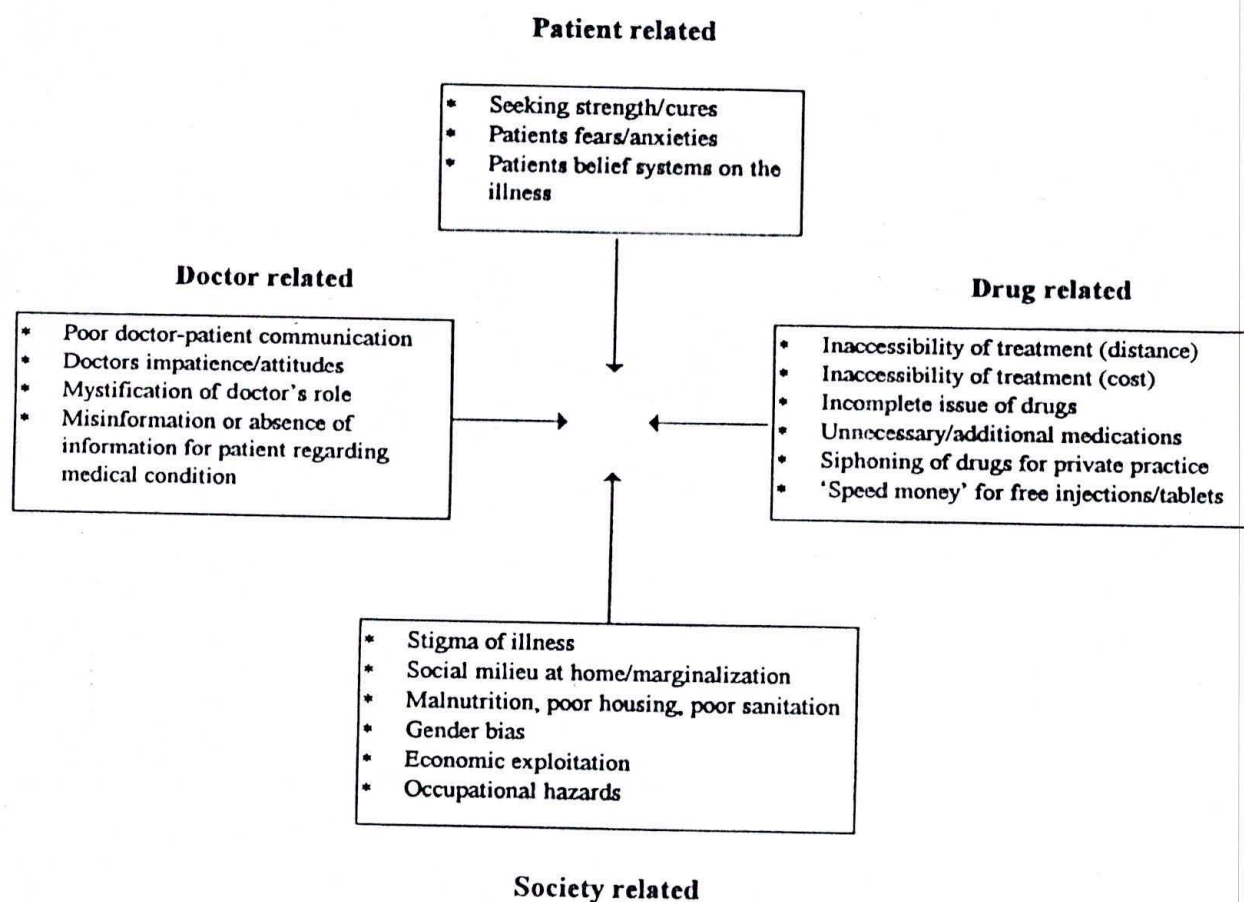 Patient related
* Seeking strength/cures
* Patients fears/anxieties
* Patients belief systems on the
illness
Doctor related
* Poor doctor-patient communication
* Doctors impatience/attitudes
* Mystification of doctor's role
* Misinformation or absence of
information for patient regarding
medical condition
Drug related
* Inaccessibility of treatment (distance)
* Inaccessibility of treatment (cost)
* Incomplete issue of drugs
* Unnecessary/additional medications
* Siphoning of drugs for private practice
* 'Speed money' for free injections/tablets
* Stigma of illness
* Social milieu at home/marginalization
* Malnutrition, poor housing, poor sanitation
* Gender bias
* Economic exploitation
* Occupational hazards
Society related